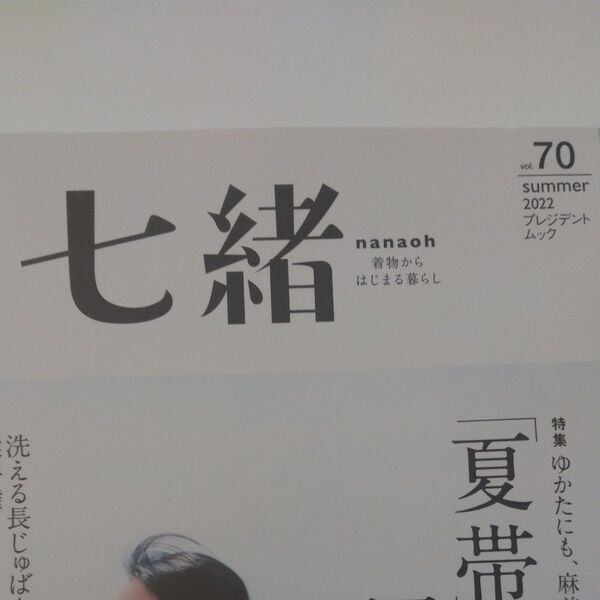 七緒
nanaoh
着物から
はじまる暮らし
vol. 70
summer
2022
プレジデント
ムック
特集
ゆかたにも、麻
「夏帯
洗える長じゅば